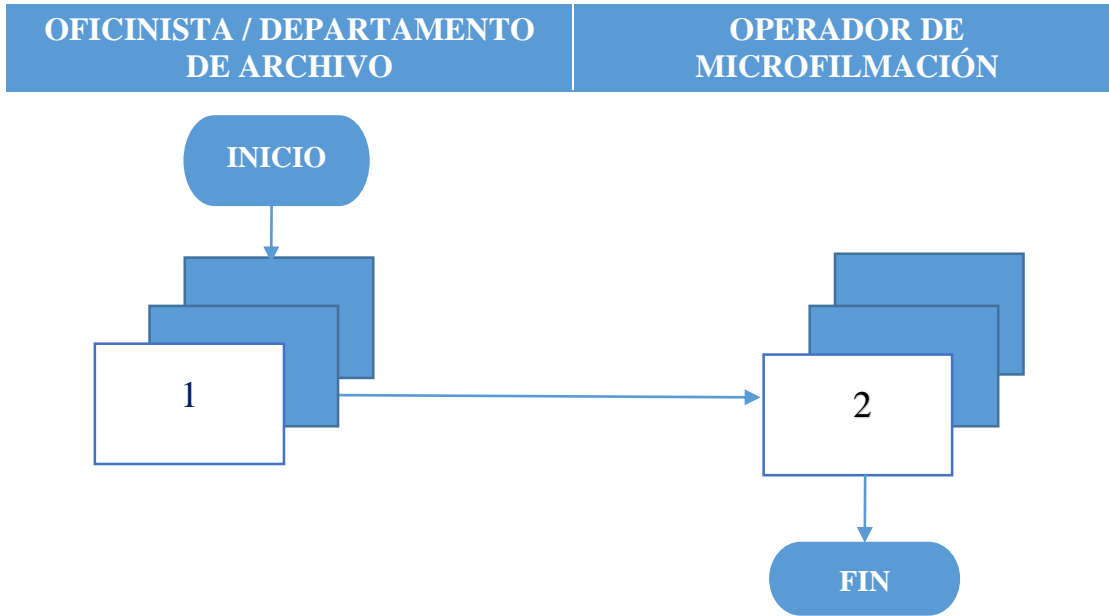 OFICINISTA / DEPARTAMENTO
DE ARCHIVO
OPERADOR DE
MICROFILMACIÓN
INICIO
1
2
FIN